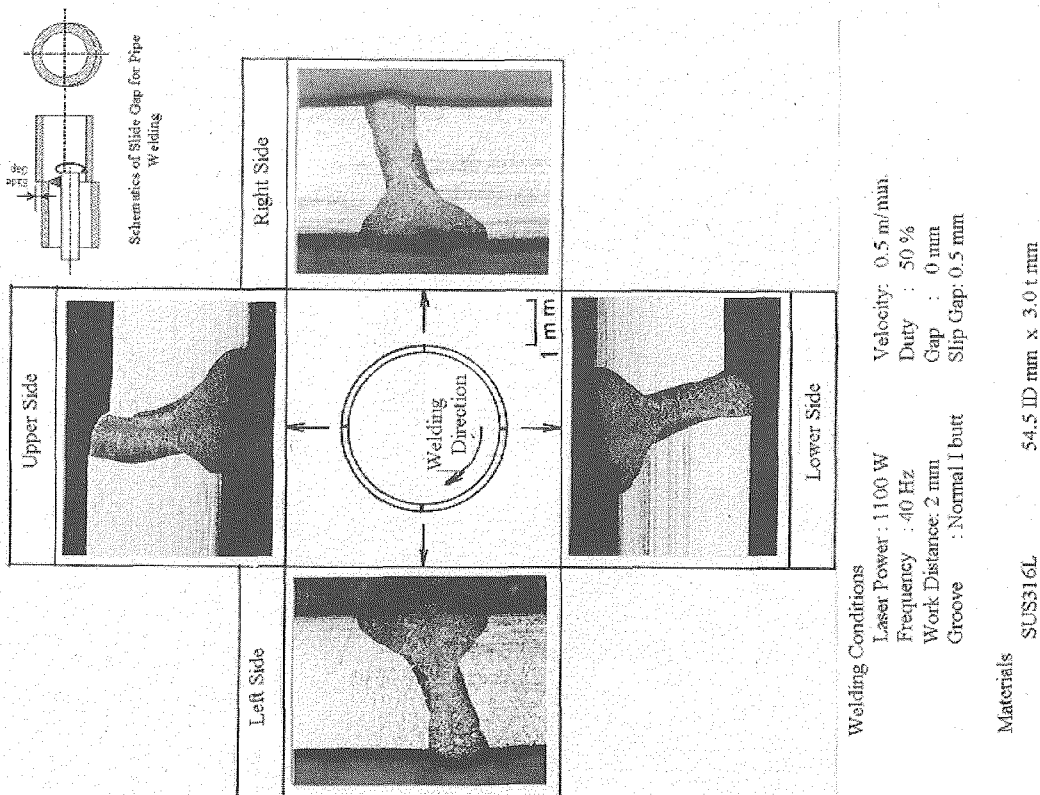 Schematics of Slide Gap for Pipe
Welding
Upper Side
Left Side
Right Side
Welding
Direction
1 mm
Lower Side
Welding Conditions
Laser Power : 1100 W Velocity: 0.5 m/min.
Frequency : 40 Hz Duty : 50 %
Work Distance: 2 mm Gap : 0 mm
Groove : Normal I butt Slip Gap: 0.5 mm
Materials
SUS316L 54.5 ID mm x 3.0 t mm